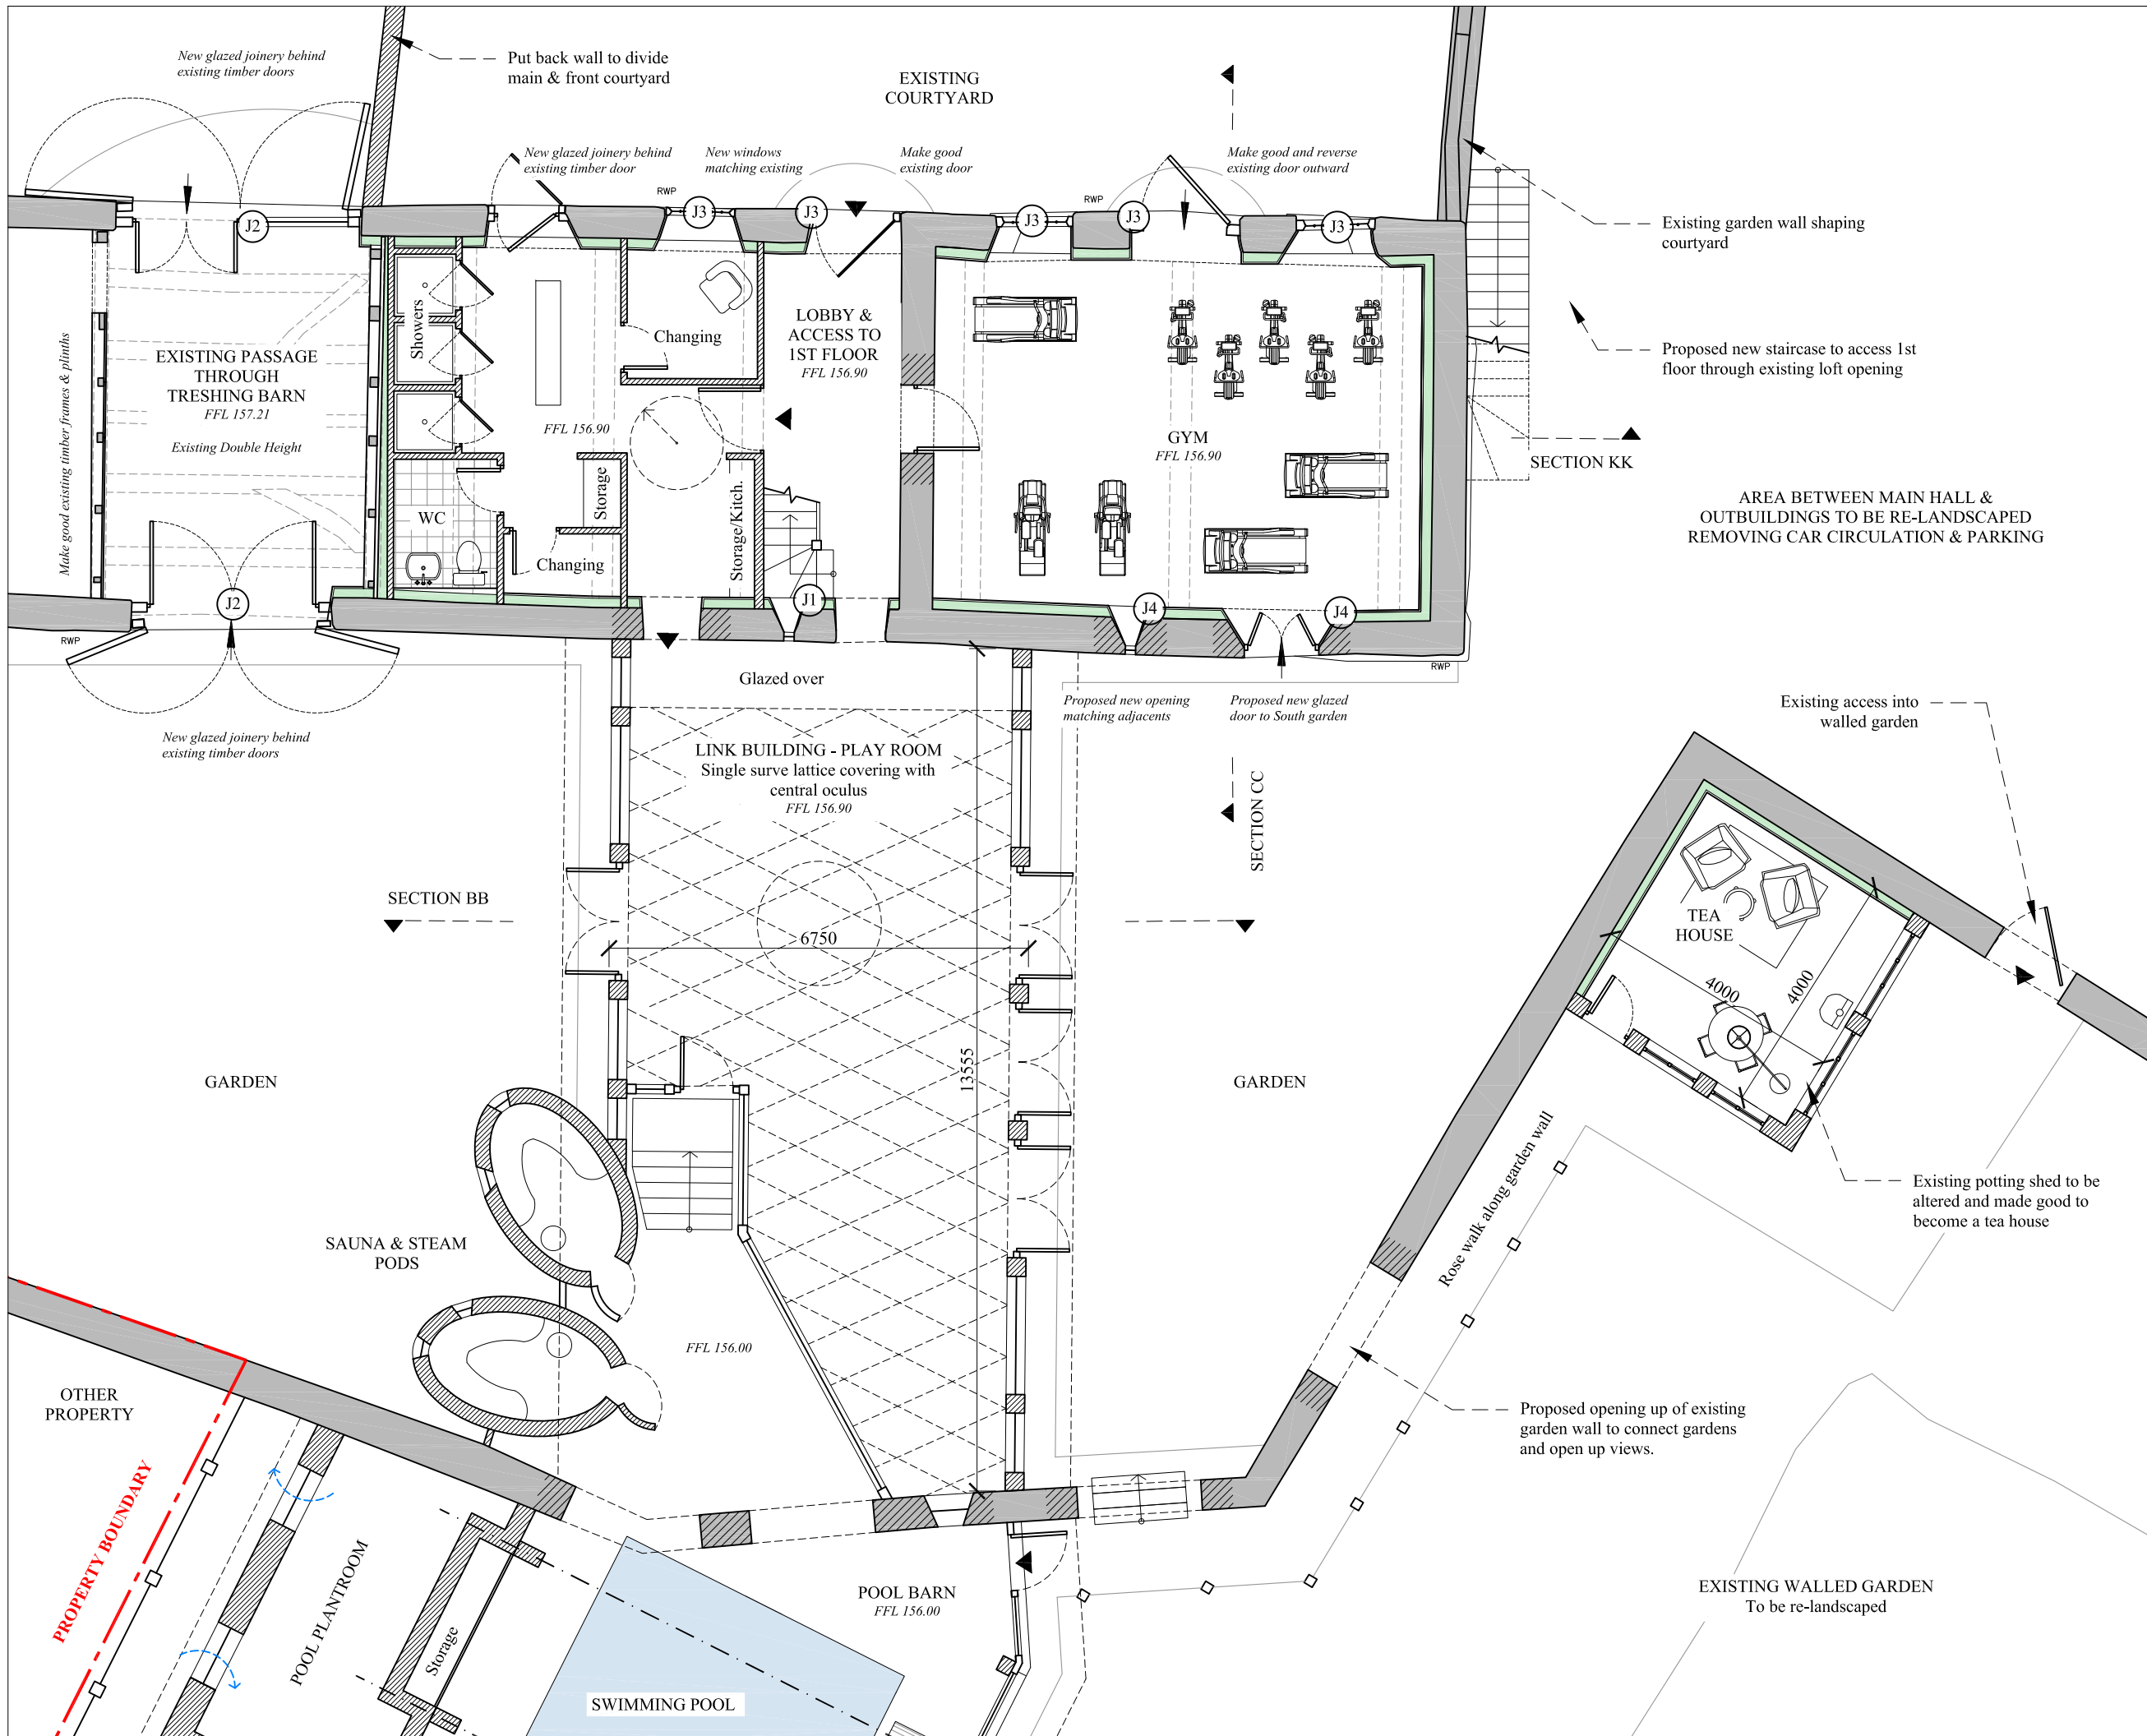 New glazed joinery behind
existing timber doors
Put back wall to divide
main & front courtyard
EXISTING
COURTYARD
New glazed joinery behind
existing timber door
New windows
matching existing
Make good
existing door
Make good and reverse
existing door outward
RWP
RWP
J2
J3
J3
J3
J3
J3
Existing garden wall shaping
courtyard
Proposed new staircase to access 1st
floor through existing loft opening
Make good existing timber frames & plinths
EXISTING PASSAGE
THROUGH
TRESHING BARN
FFL 157.21
Existing Double Height
Showers
Changing
LOBBY &
ACCESS TO
1ST FLOOR
FFL 156.90
FFL 156.90
GYM
FFL 156.90
SECTION KK
WC
Storage
Storage/Kitch.
Changing
AREA BETWEEN MAIN HALL &
OUTBUILDINGS TO BE RE-LANDSCAPED
REMOVING CAR CIRCULATION & PARKING
J2
J1
J4
J4
RWP
RWP
Glazed over
Proposed new opening
matching adjacents
Proposed new glazed
door to South garden
New glazed joinery behind
existing timber doors
Existing access into
walled garden
LINK BUILDING - PLAY ROOM
Single surve lattice covering with
central oculus
FFL 156.90
SECTION CC
SECTION BB
6750
13555
TEA
HOUSE
4000
4000
GARDEN
GARDEN
Rose walk along garden wall
Existing potting shed to be
altered and made good to
become a tea house
SAUNA & STEAM
PODS
FFL 156.00
OTHER
PROPERTY
PROPERTY BOUNDARY
Proposed opening up of existing
garden wall to connect gardens
and open up views.
POOL PLANTROOM
Storage
POOL BARN
FFL 156.00
SWIMMING POOL
EXISTING WALLED GARDEN
To be re-landscaped